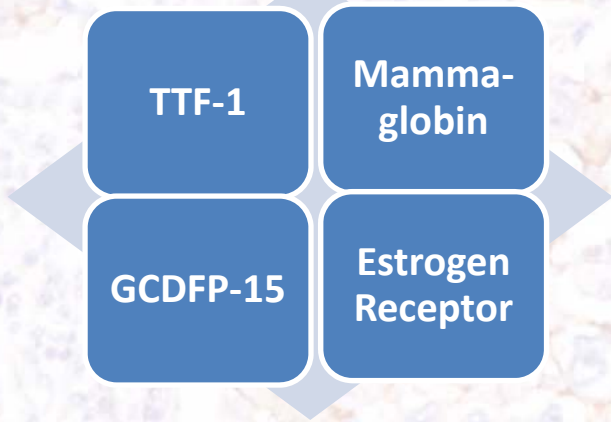 TTF-1
Mamma-
globin
GCDFP-15
Estrogen
Receptor